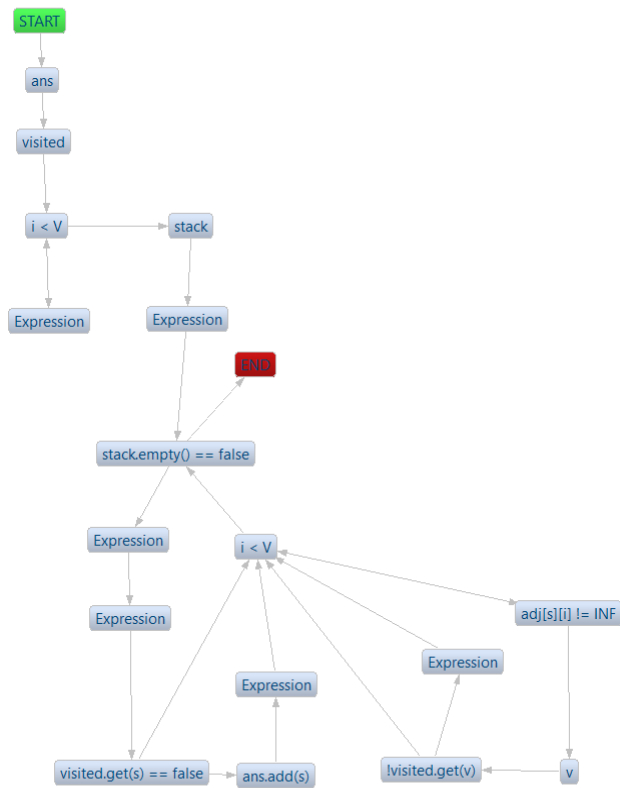 START
ans
visited
i < V
stack
Expression
Expression
END
stack.empty() == false
Expression
i < V
Expression
adj[s][i] != INF
Expression
Expression
visited.get(s) == false
ans.add(s)
!visited.get(v)
v